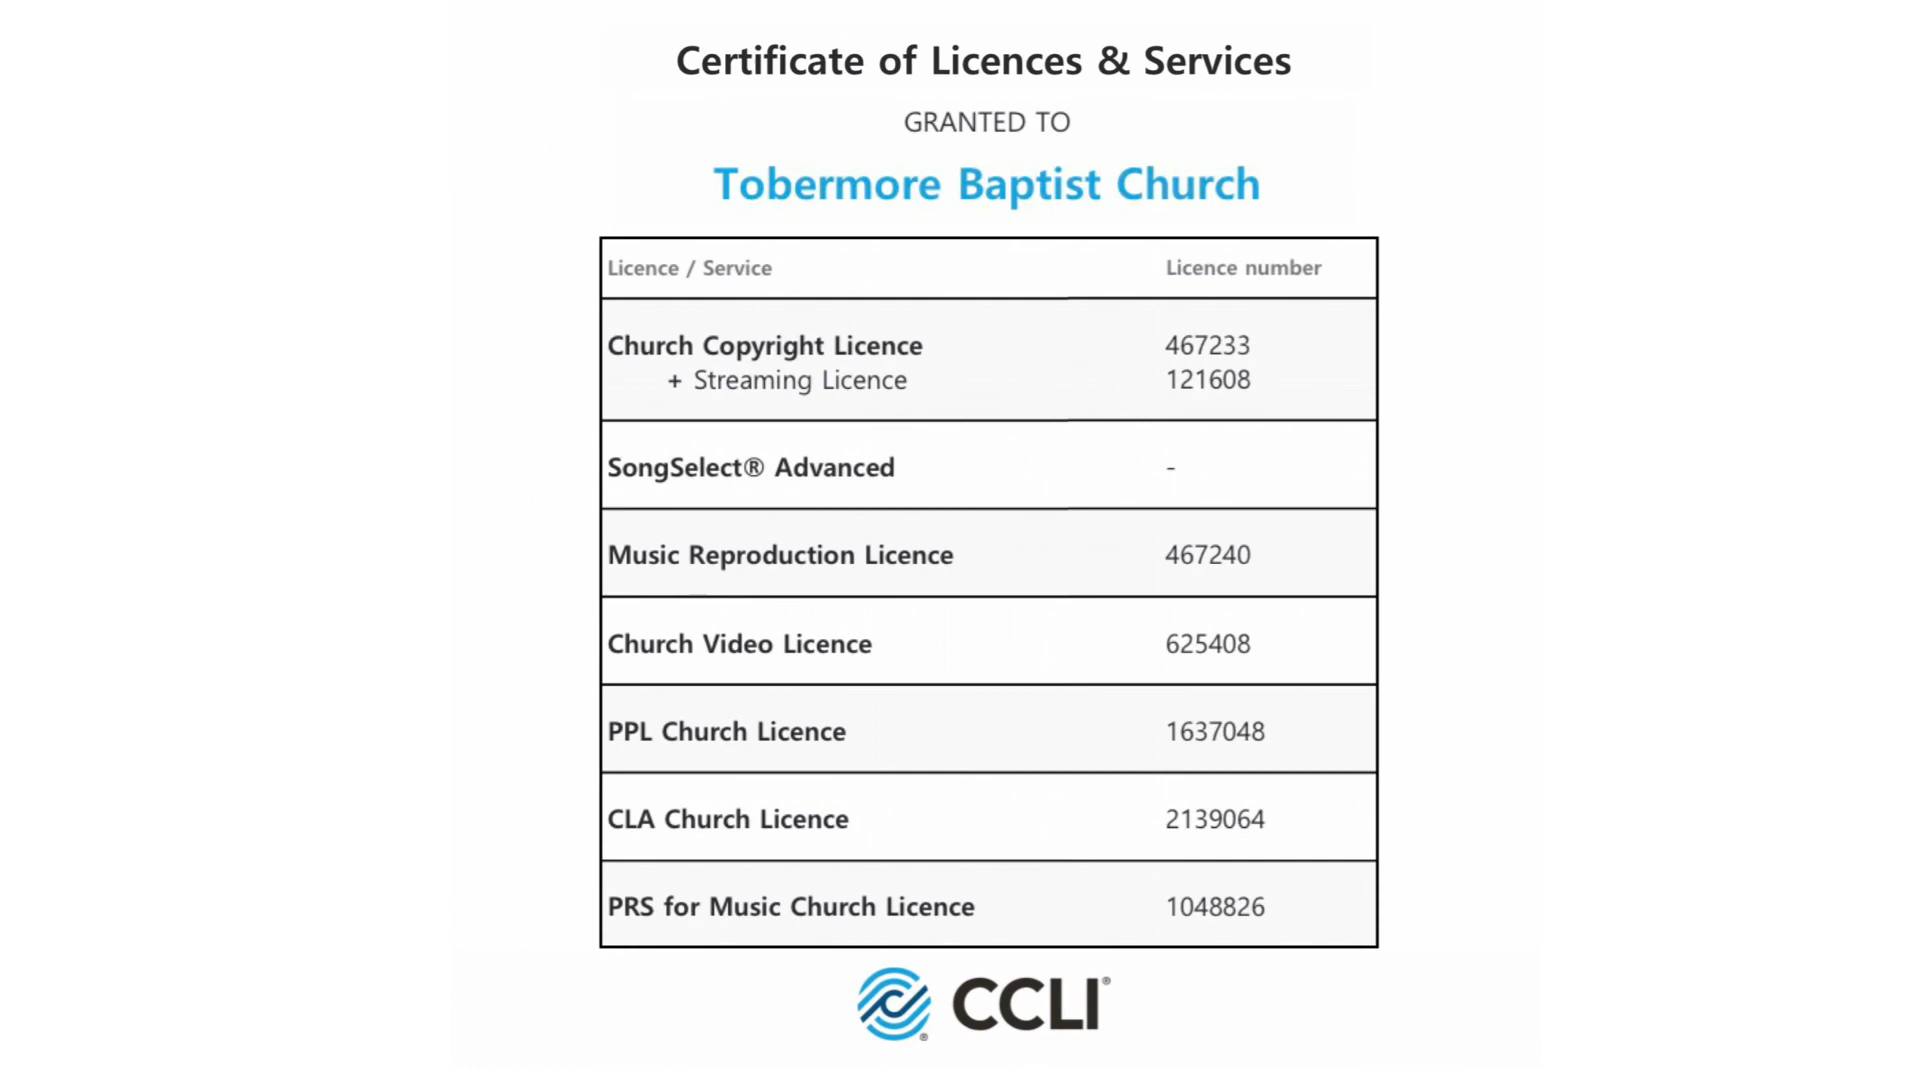 Certificate of Licences & Services
GRANTED TO
Tobermore Baptist Church
Licence / Service Licence number
Church Copyright Licence 467233
+ Streaming Licence 121608
SongSelect® Advanced -
Music Reproduction Licence 467240
Church Video Licence 625408
PPL Church Licence 1637048
CLA Church Licence 2139064
PRS for Music Church Licence 1048826
CCLI®